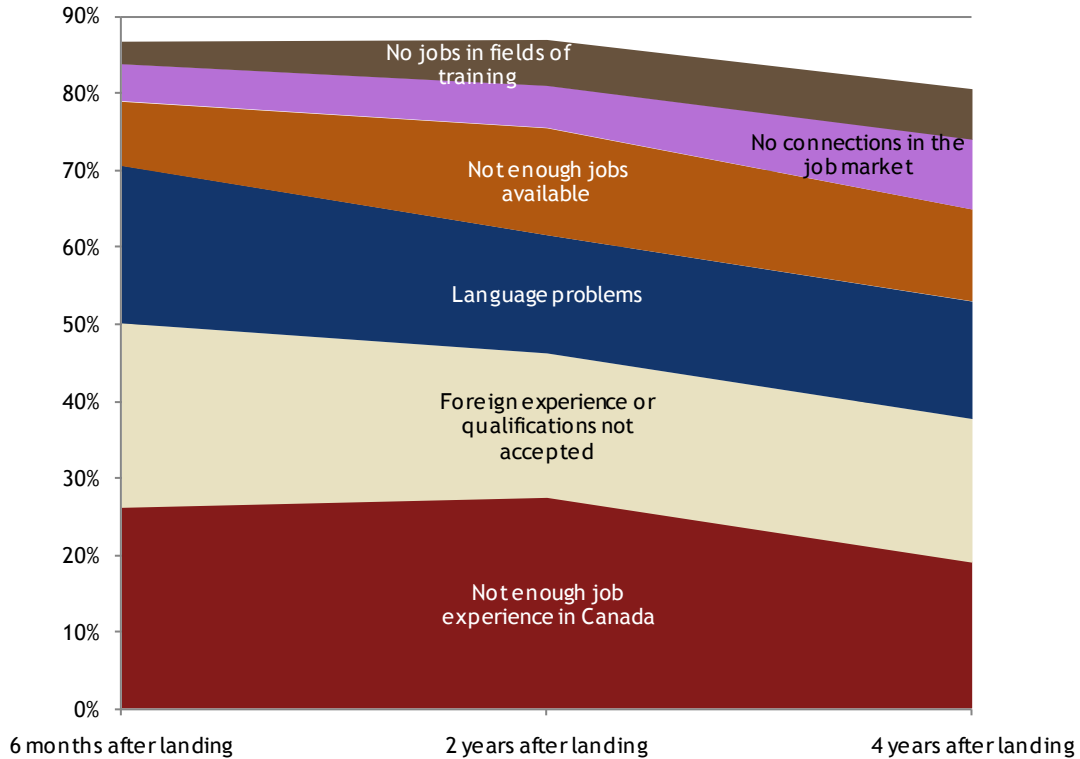 90%
80%
70%
60%
50%
40%
30%
20%
10%
0%
No jobs in fields of
training
No connections in the
job market
Not enough jobs
available
Language problems
Foreign experience or
qualifications not
accepted
Not enough job
experience in Canada
6 months after landing
2 years after landing
4 years after landing